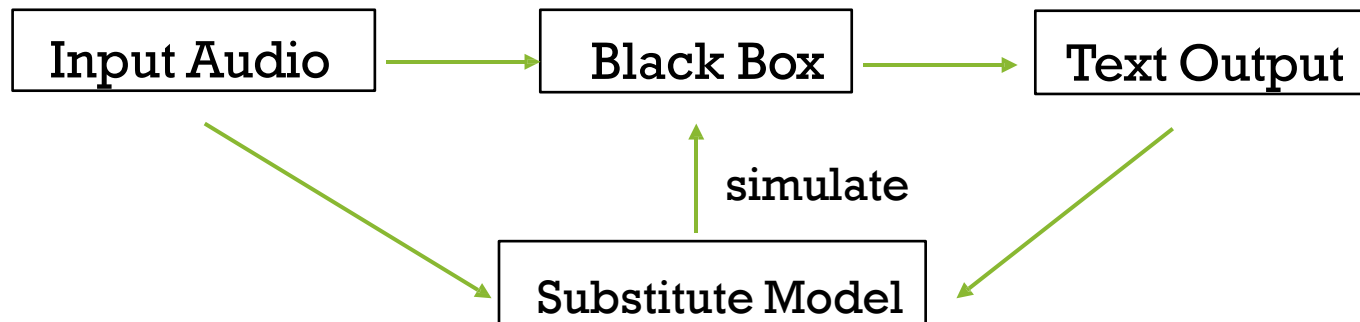 Input Audio
Black Box
Text Output
simulate
Substitute Model